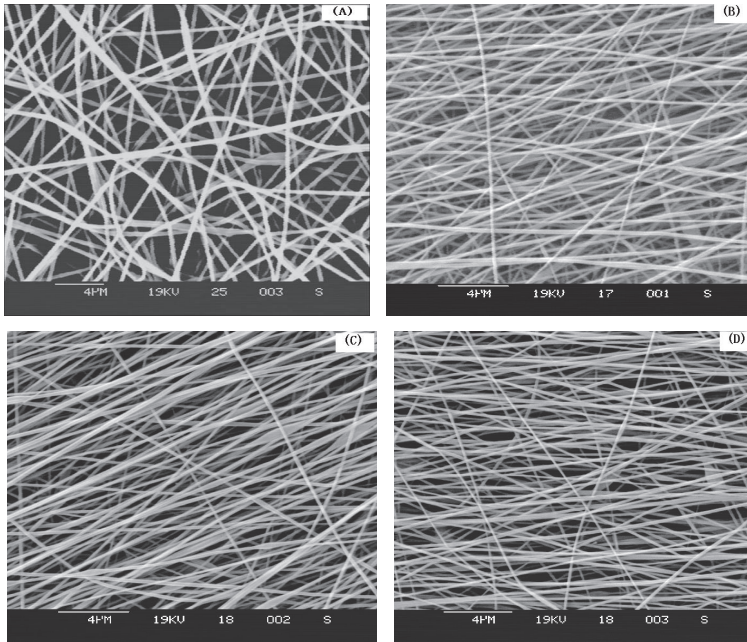 (A)
(B)
4PM 19KV 25 003 S
4PM 19KV 17 001 S
(C)
(D)
4PM 19KV 18 002 S
4PM 19KV 18 003 S